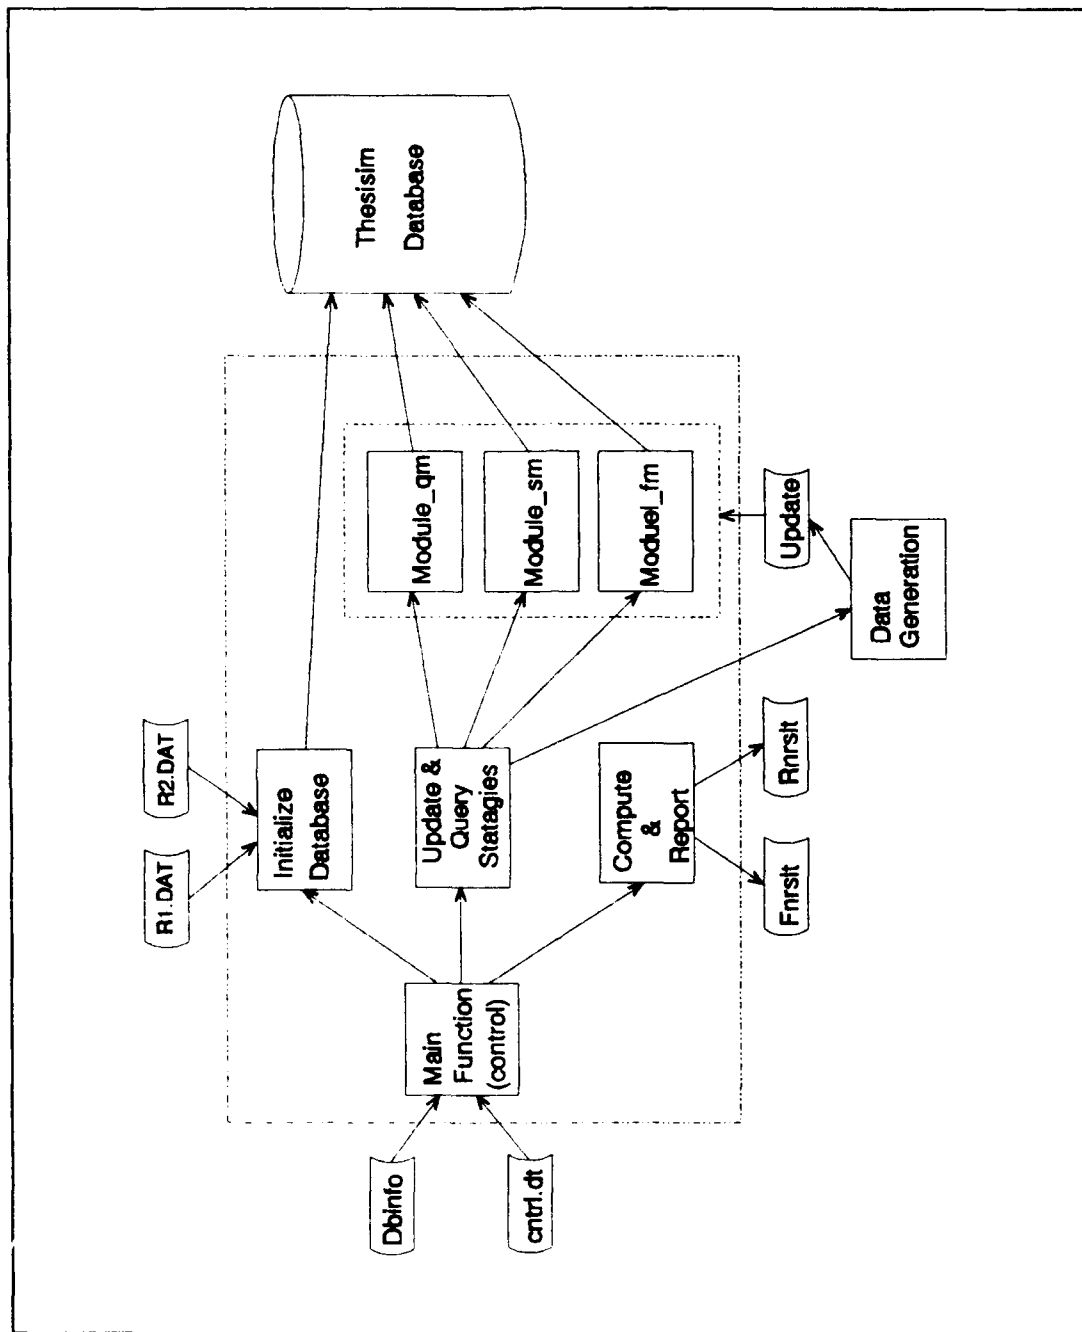 R1.DAT
R2.DAT
Initialize
Database
Thesisim
Database
Dbinfo
cntrl.dt
Main
Function
(control)
Update &
Query
Statagies
Module_qm
Module_sm
Moduel_fm
Compute
&
Report
Fnrslt
Rnrslt
Update
Data
Generation